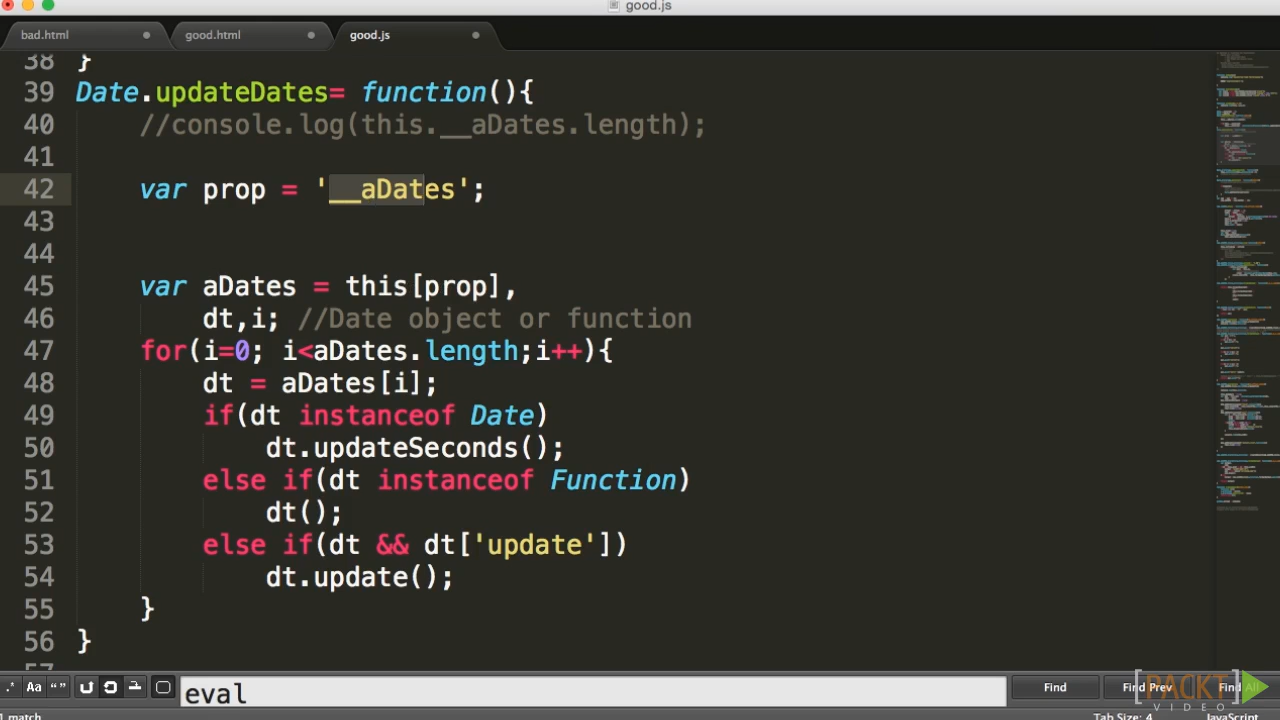 good.js
bad.html
good.html
good.js
38 }
39 Date.updateDates= function(){
40 //console.log(this.__aDates.length);
41
42 var prop = '__aDates';
43
44
45 var aDates = this[prop],
46 dt,i; //Date object or function
47 for(i=0; i<aDates.length;i++){
48 dt = aDates[i];
49 if(dt instanceof Date)
50 dt.updateSeconds();
51 else if(dt instanceof Function)
52 dt();
53 else if(dt && dt['update'])
54 dt.update();
55 }
56 }
57
.* Aa “” eval Find Find Prev Find All
PACKT
VIDEO
1 match Tab Size: 4 JavaScript